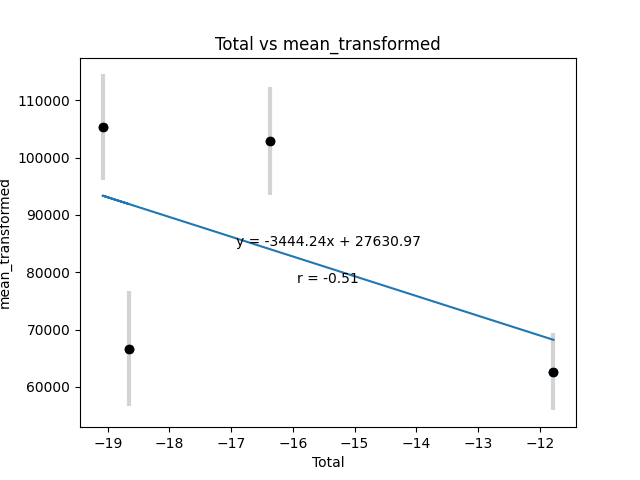 Total vs mean_transformed
mean_transformed
110000
100000
90000
80000
70000
60000
y = -3444.24x + 27630.97
r = -0.51
−19
−18
−17
−16
−15
−14
−13
−12
Total